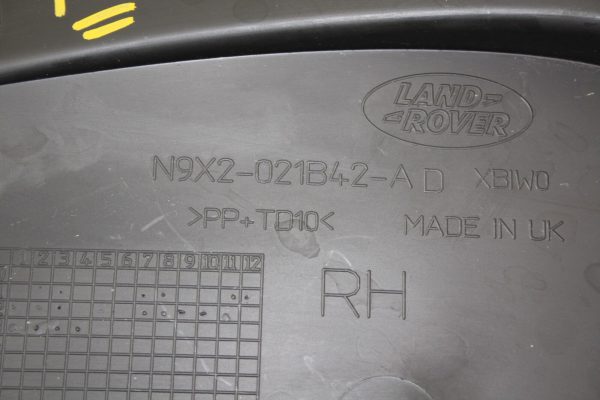 LAND
ROVER
N9X2-021B42-A D XBIW0
>PP+TD10< MADE IN UK
1 2 3 4 5 6 7 8 9 10 11 12
RH